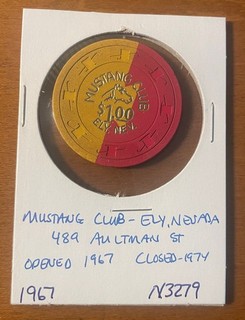 MUSTANG CLUB
$1.00
ELY, NEV.
MUSTANG CLUB - ELY, NEVADA
489 AULTMAN ST
OPENED 1967 CLOSED-1974
1967 N3279